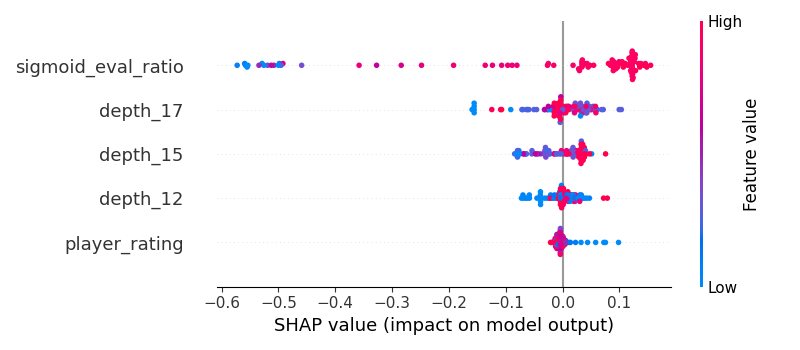 High
sigmoid_eval_ratio
depth_17
depth_15
depth_12
player_rating
Feature value
Low
−0.6 −0.5 −0.4 −0.3 −0.2 −0.1 0.0 0.1
SHAP value (impact on model output)